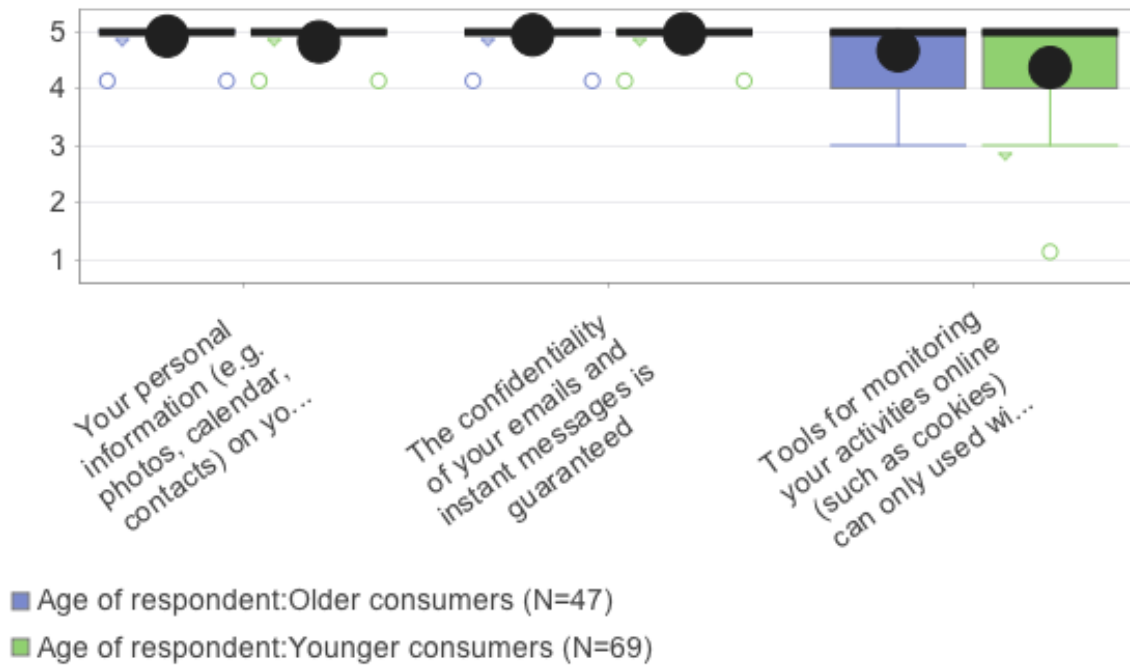 5
4
3
2
1
Your personal
information (e.g.
photos, calendar,
contacts) on yo...
The confidentiality
of your emails and
instant messages is
guaranteed
Tools for monitoring
your activities online
(such as cookies)
can only used wi...
Age of respondent:Older consumers (N=47)
Age of respondent:Younger consumers (N=69)